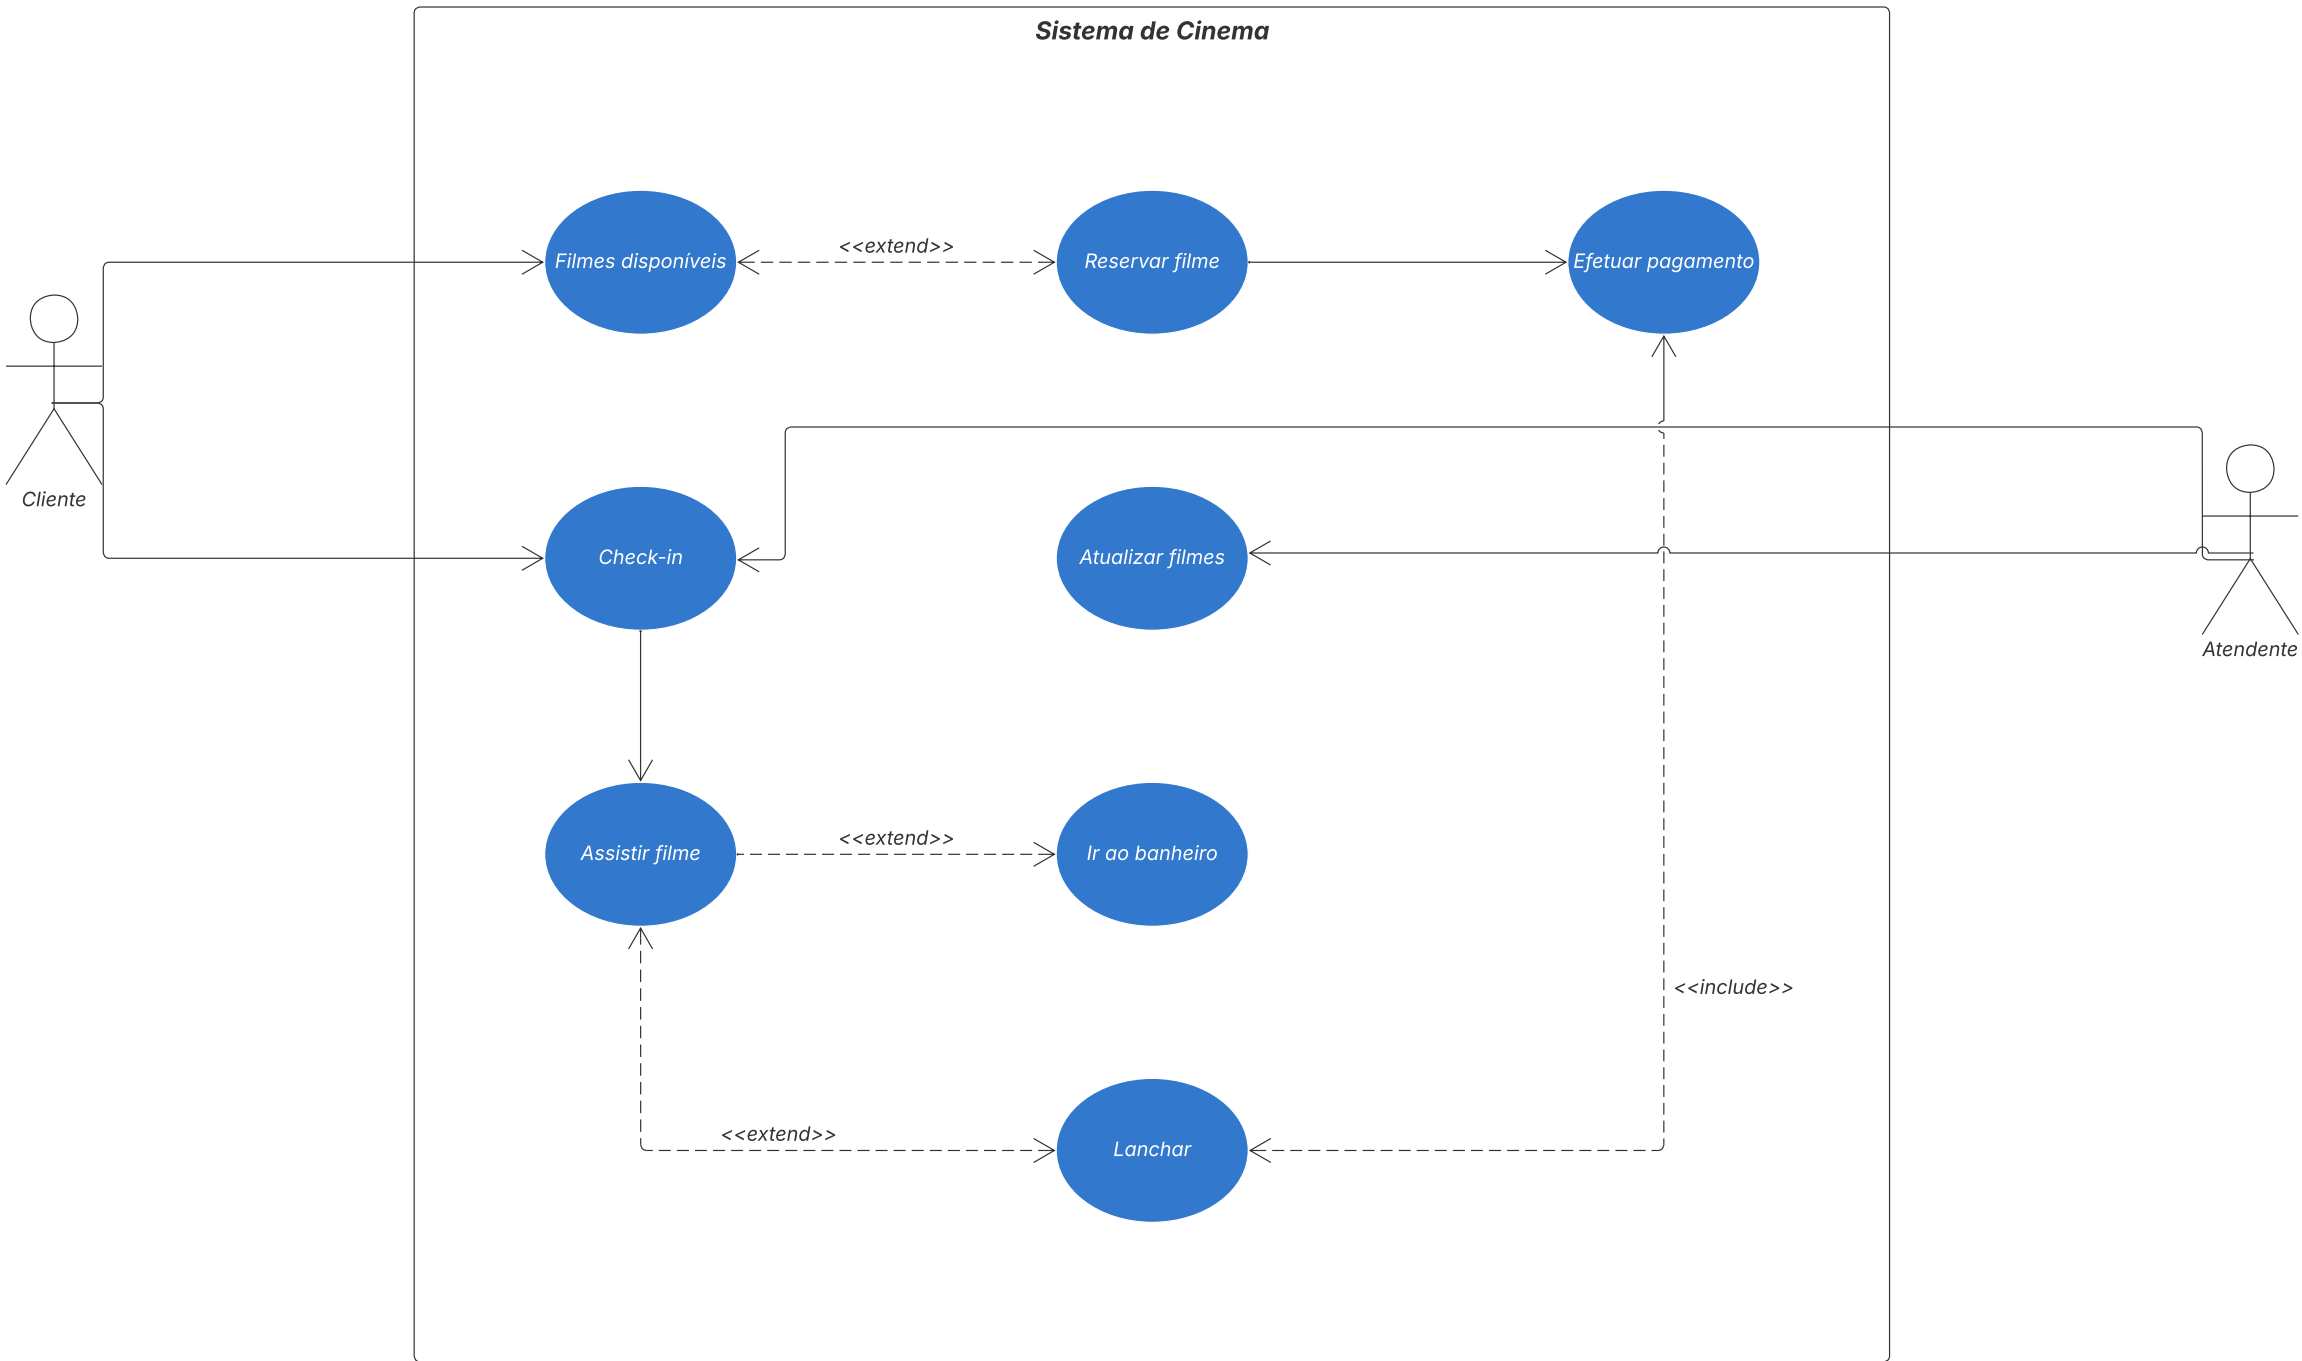 Sistema de Cinema
<<extend>>
Filmes disponíveis
Reservar filme
Efetuar pagamento
Cliente
Check-in
Atualizar filmes
Atendente
<<extend>>
Assistir filme
Ir ao banheiro
<<include>>
<<extend>>
Lanchar